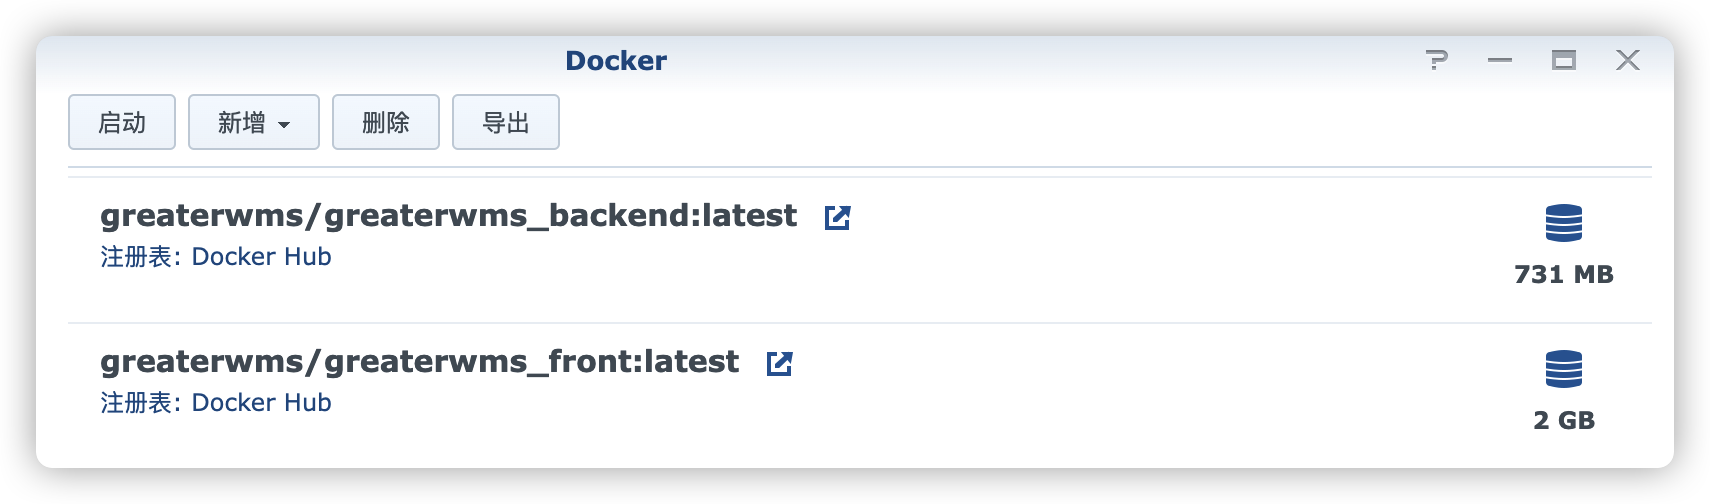 Docker
启动 新增 删除 导出
greaterwms/greaterwms_backend:latest
注册表: Docker Hub
731 MB
greaterwms/greaterwms_front:latest
注册表: Docker Hub
2 GB